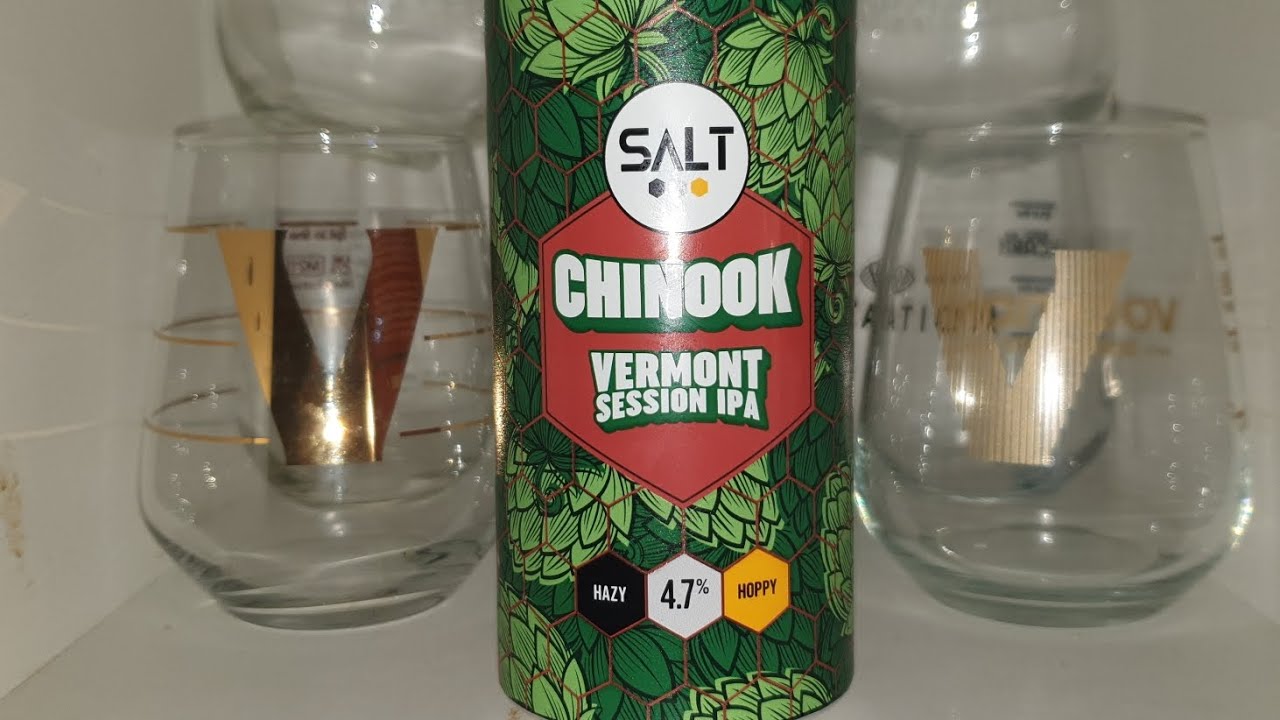 SALT
CHINOOK
VERMONT
SESSION IPA
HAZY
4.7%
HOPPY
V
V